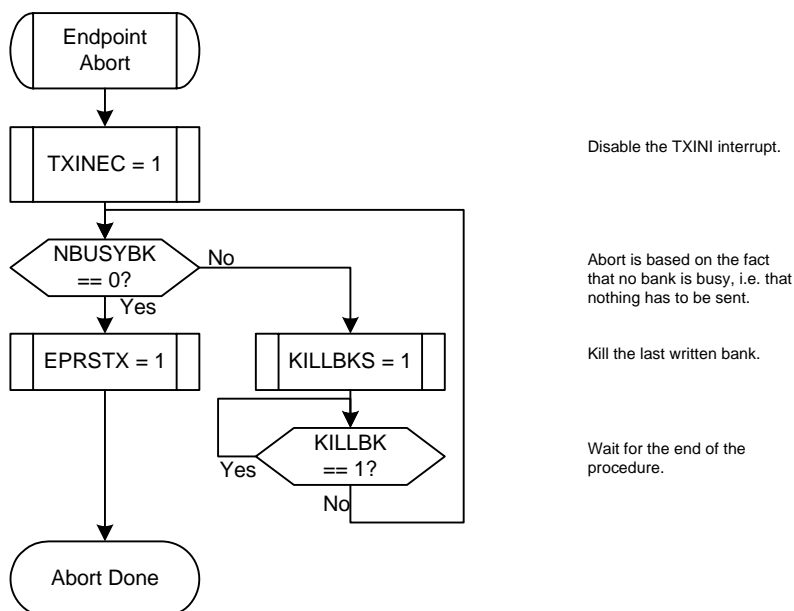 Endpoint
Abort
TXINEC = 1
Disable the TXINI interrupt.
NBUSYBK
== 0?
No
Yes
Abort is based on the fact
that no bank is busy, i.e. that
nothing has to be sent.
EPRSTX = 1
KILLBKS = 1
Kill the last written bank.
KILLBK
== 1?
Yes
No
Wait for the end of the
procedure.
Abort Done